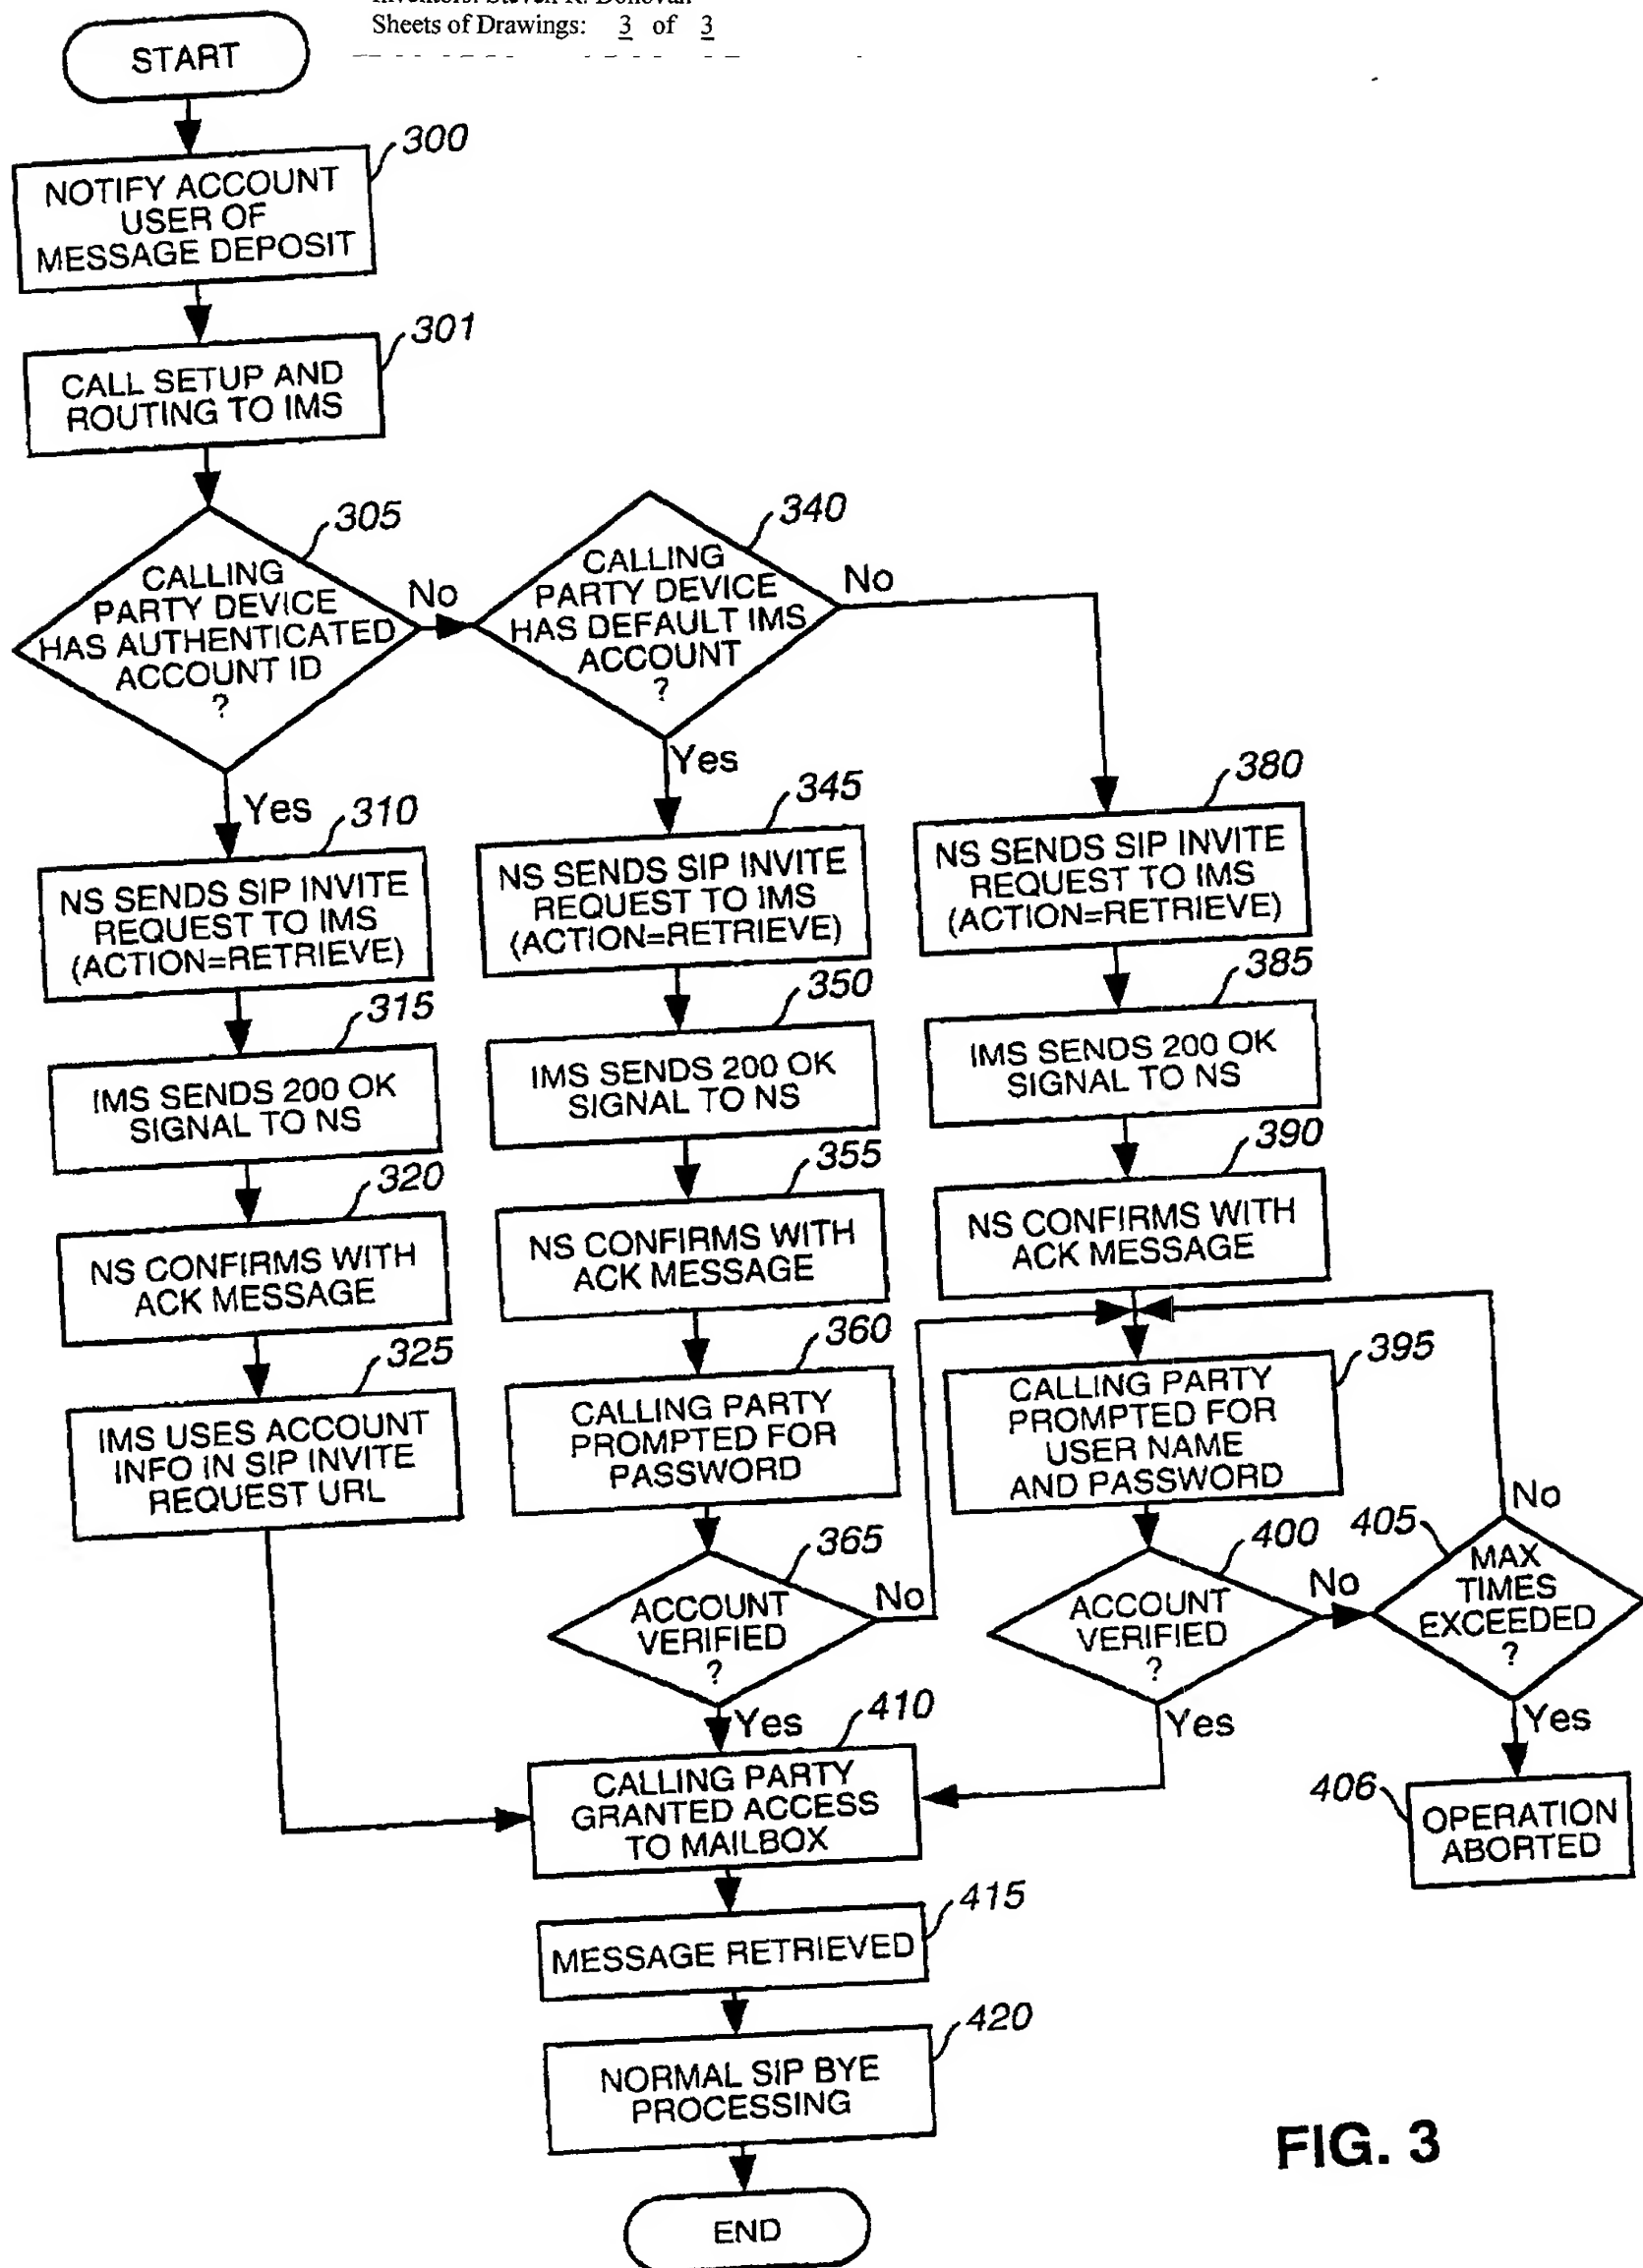 Inventors: Steven R. Donovan
Sheets of Drawings: 3 of 3
START
300
NOTIFY ACCOUNT
USER OF
MESSAGE DEPOSIT
301
CALL SETUP AND
ROUTING TO IMS
305
CALLING
PARTY DEVICE
HAS AUTHENTICATED
ACCOUNT ID
?
No
Yes
340
CALLING
PARTY DEVICE
HAS DEFAULT IMS
ACCOUNT
?
No
Yes
310
NS SENDS SIP INVITE
REQUEST TO IMS
(ACTION=RETRIEVE)
315
IMS SENDS 200 OK
SIGNAL TO NS
320
NS CONFIRMS WITH
ACK MESSAGE
325
IMS USES ACCOUNT
INFO IN SIP INVITE
REQUEST URL
345
NS SENDS SIP INVITE
REQUEST TO IMS
(ACTION=RETRIEVE)
350
IMS SENDS 200 OK
SIGNAL TO NS
355
NS CONFIRMS WITH
ACK MESSAGE
360
CALLING PARTY
PROMPTED FOR
PASSWORD
365
ACCOUNT
VERIFIED
?
No
Yes
380
NS SENDS SIP INVITE
REQUEST TO IMS
(ACTION=RETRIEVE)
385
IMS SENDS 200 OK
SIGNAL TO NS
390
NS CONFIRMS WITH
ACK MESSAGE
395
CALLING PARTY
PROMPTED FOR
USER NAME
AND PASSWORD
400
ACCOUNT
VERIFIED
?
No
Yes
405
MAX
TIMES
EXCEEDED
?
No
Yes
406
OPERATION
ABORTED
410
CALLING PARTY
GRANTED ACCESS
TO MAILBOX
415
MESSAGE RETRIEVED
420
NORMAL SIP BYE
PROCESSING
END
FIG. 3